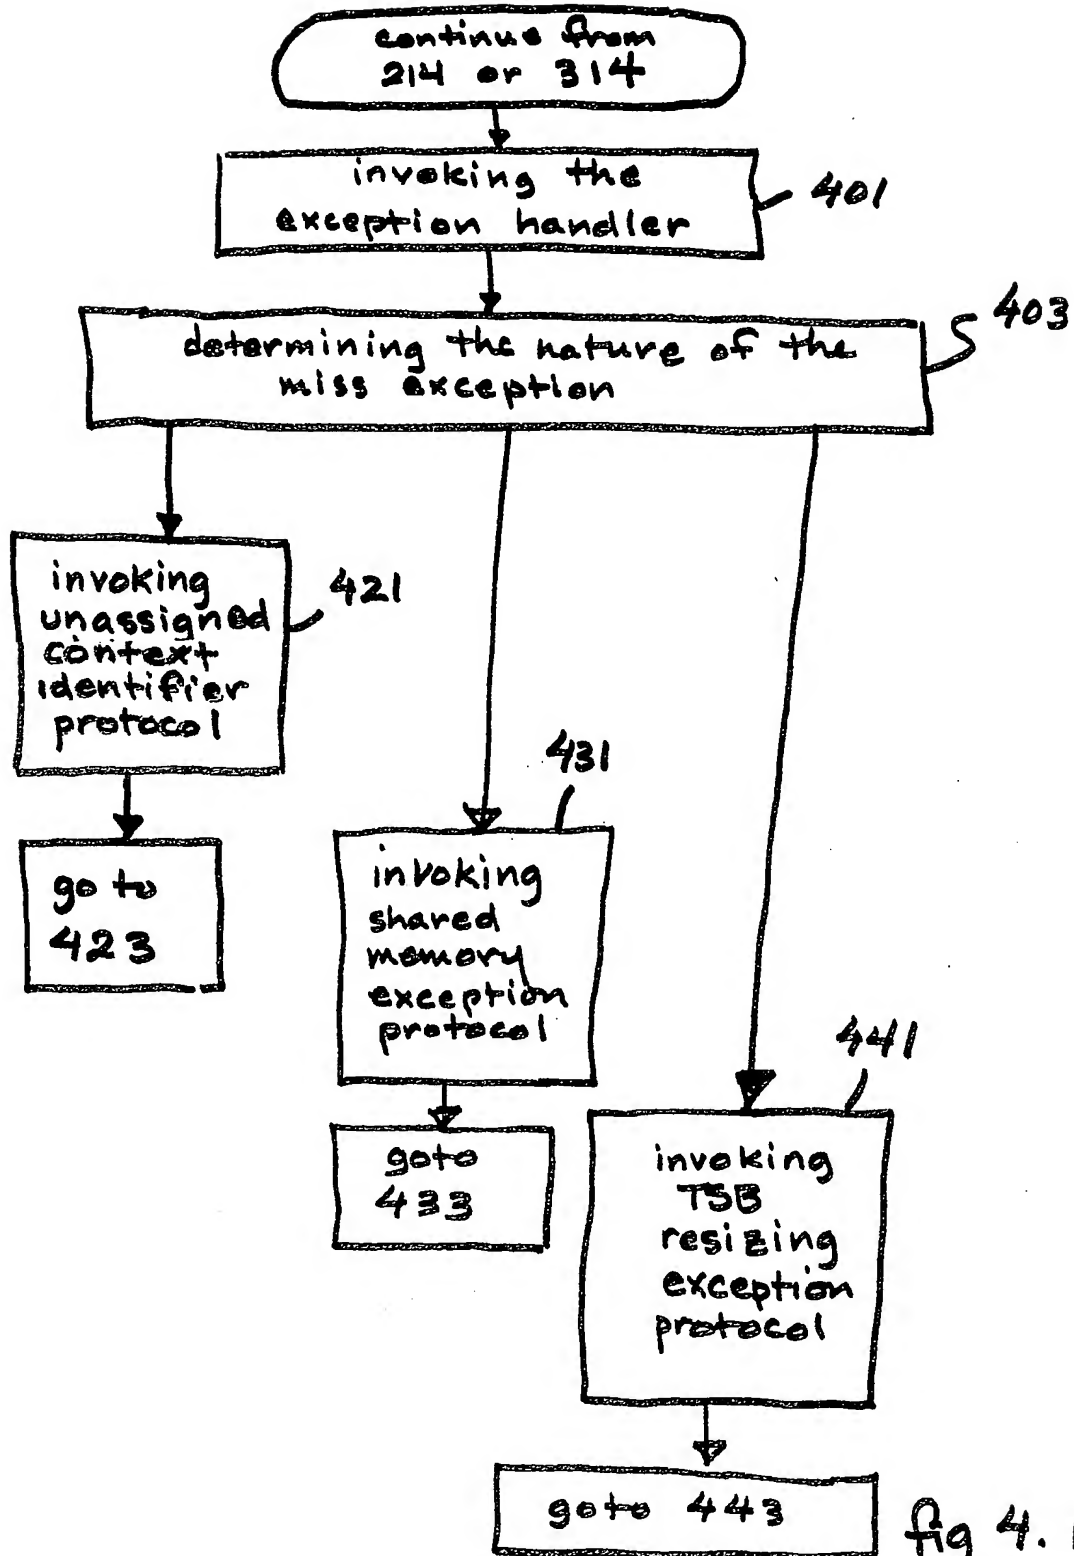 continue from
214 or 314
invoking the
exception handler
401
determining the nature of the
miss exception
403
invoking
unassigned
context
identifier
protocol
421
go to
423
431
invoking
shared
memory
exception
protocol
goto
433
441
invoking
TSB
resizing
exception
protocol
goto 443
fig 4.